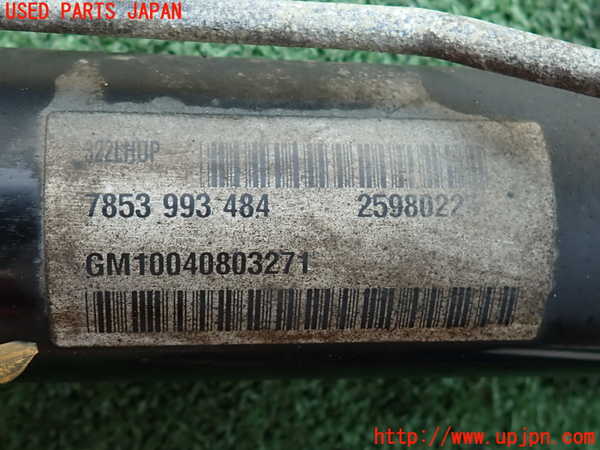 USED PARTS JAPAN
322LHUP
7853 993 484 2598022
GM10040803271
http://www.upjpn.com/